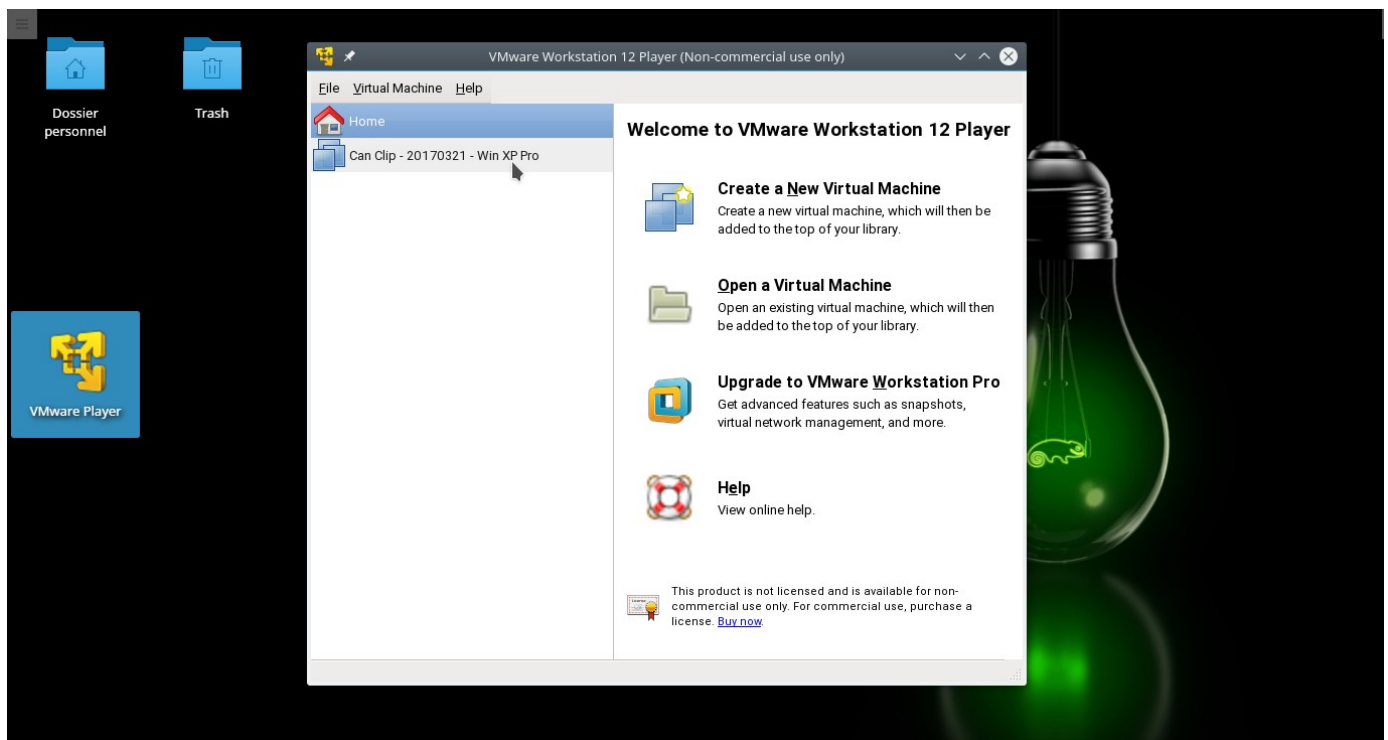 Dossier
personnel
Trash
VMware Player
VMware Workstation 12 Player (Non-commercial use only)
File Virtual Machine Help
Home
Can Clip - 20170321 - Win XP Pro
Welcome to VMware Workstation 12 Player
Create a New Virtual Machine
Create a new virtual machine, which will then be
added to the top of your library.
Open a Virtual Machine
Open an existing virtual machine, which will then
be added to the top of your library.
Upgrade to VMware Workstation Pro
Get advanced features such as snapshots,
virtual network management, and more.
Help
View online help.
This product is not licensed and is available for non-
commercial use only. For commercial use, purchase a
license. Buy now.